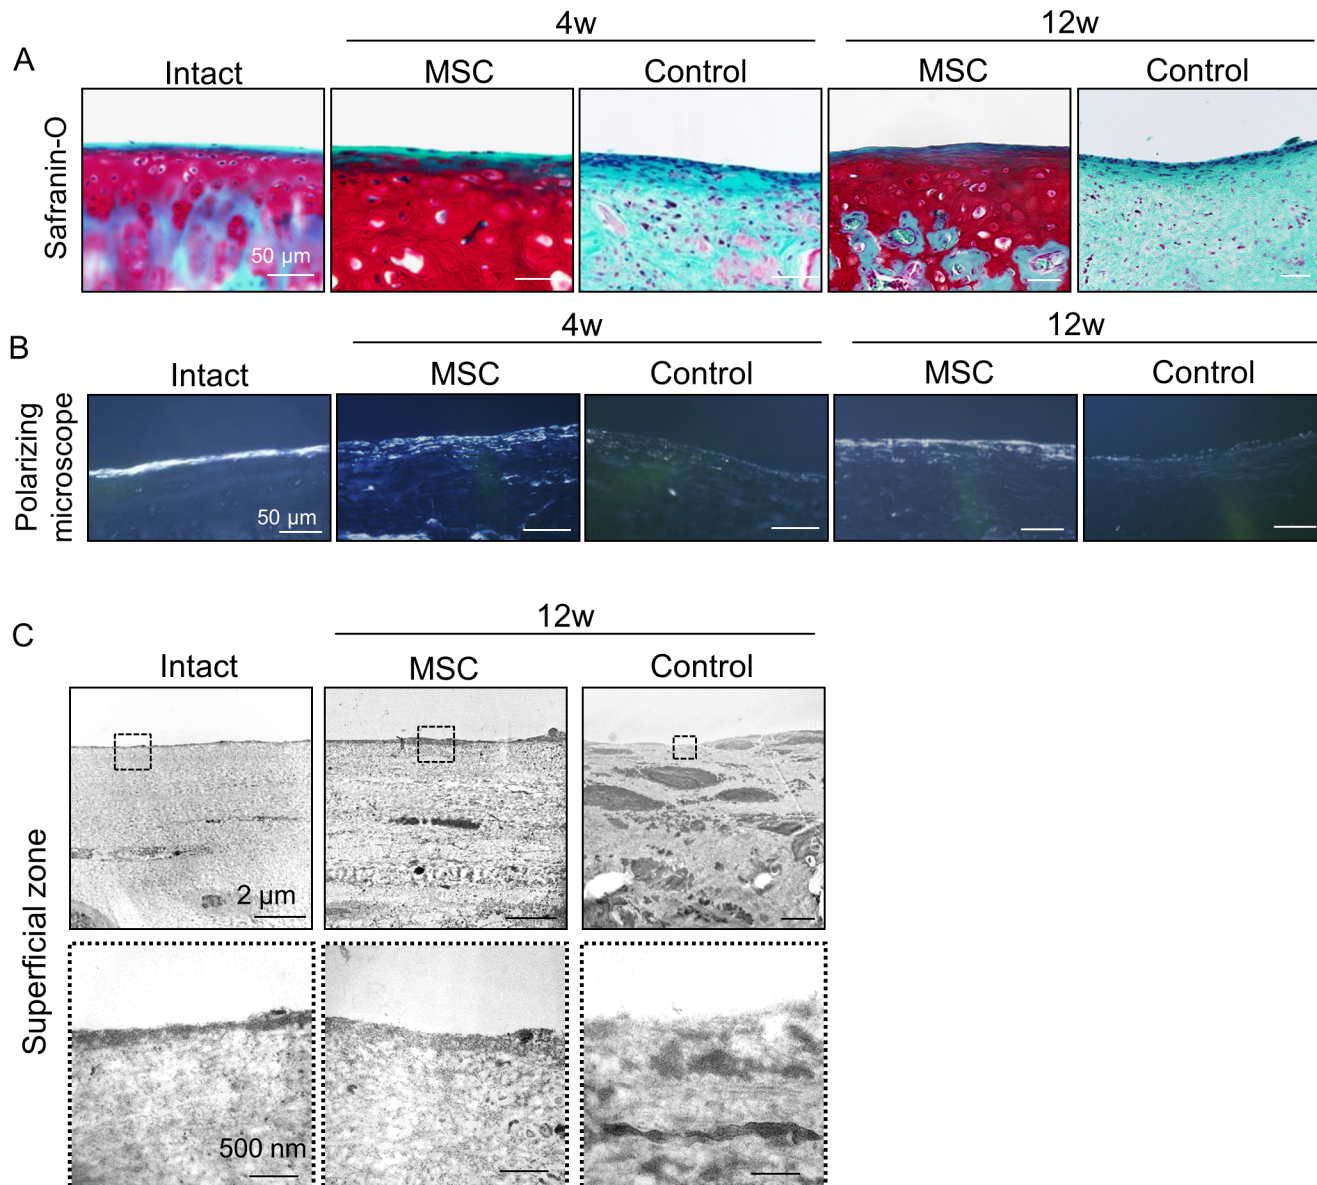 4w 12w
A
Intact MSC Control MSC Control
Safranin-O
50 µm
4w 12w
B
Intact MSC Control MSC Control
Polarizing
microscope
50 µm
12w
C
Intact MSC Control
Superficial zone
2 µm
500 nm